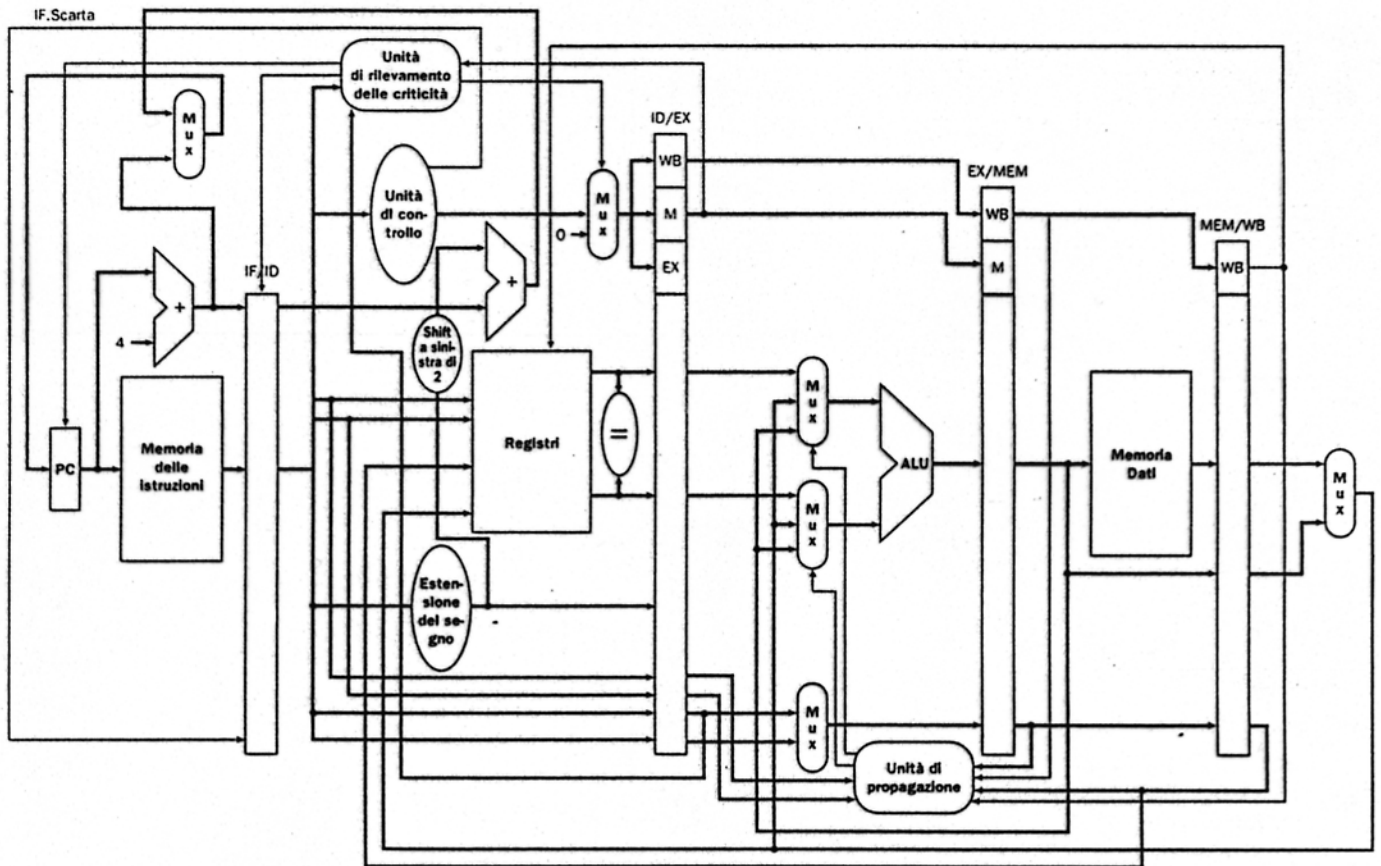 IF.Scarta
Unità
di rilevamento
delle criticità
M
u
x
ID/EX
WB
M
EX
Unità
di con-
trollo
M
u
x
0
EX/MEM
WB
M
MEM/WB
WB
IF/ID
+
4
+
Shift
a sini-
stra di
2
PC
Memoria
delle
istruzioni
Registri
=
M
u
x
M
u
x
ALU
Memoria
Dati
M
u
x
Esten-
sione
del se-
gno
M
u
x
Unità di
propagazione